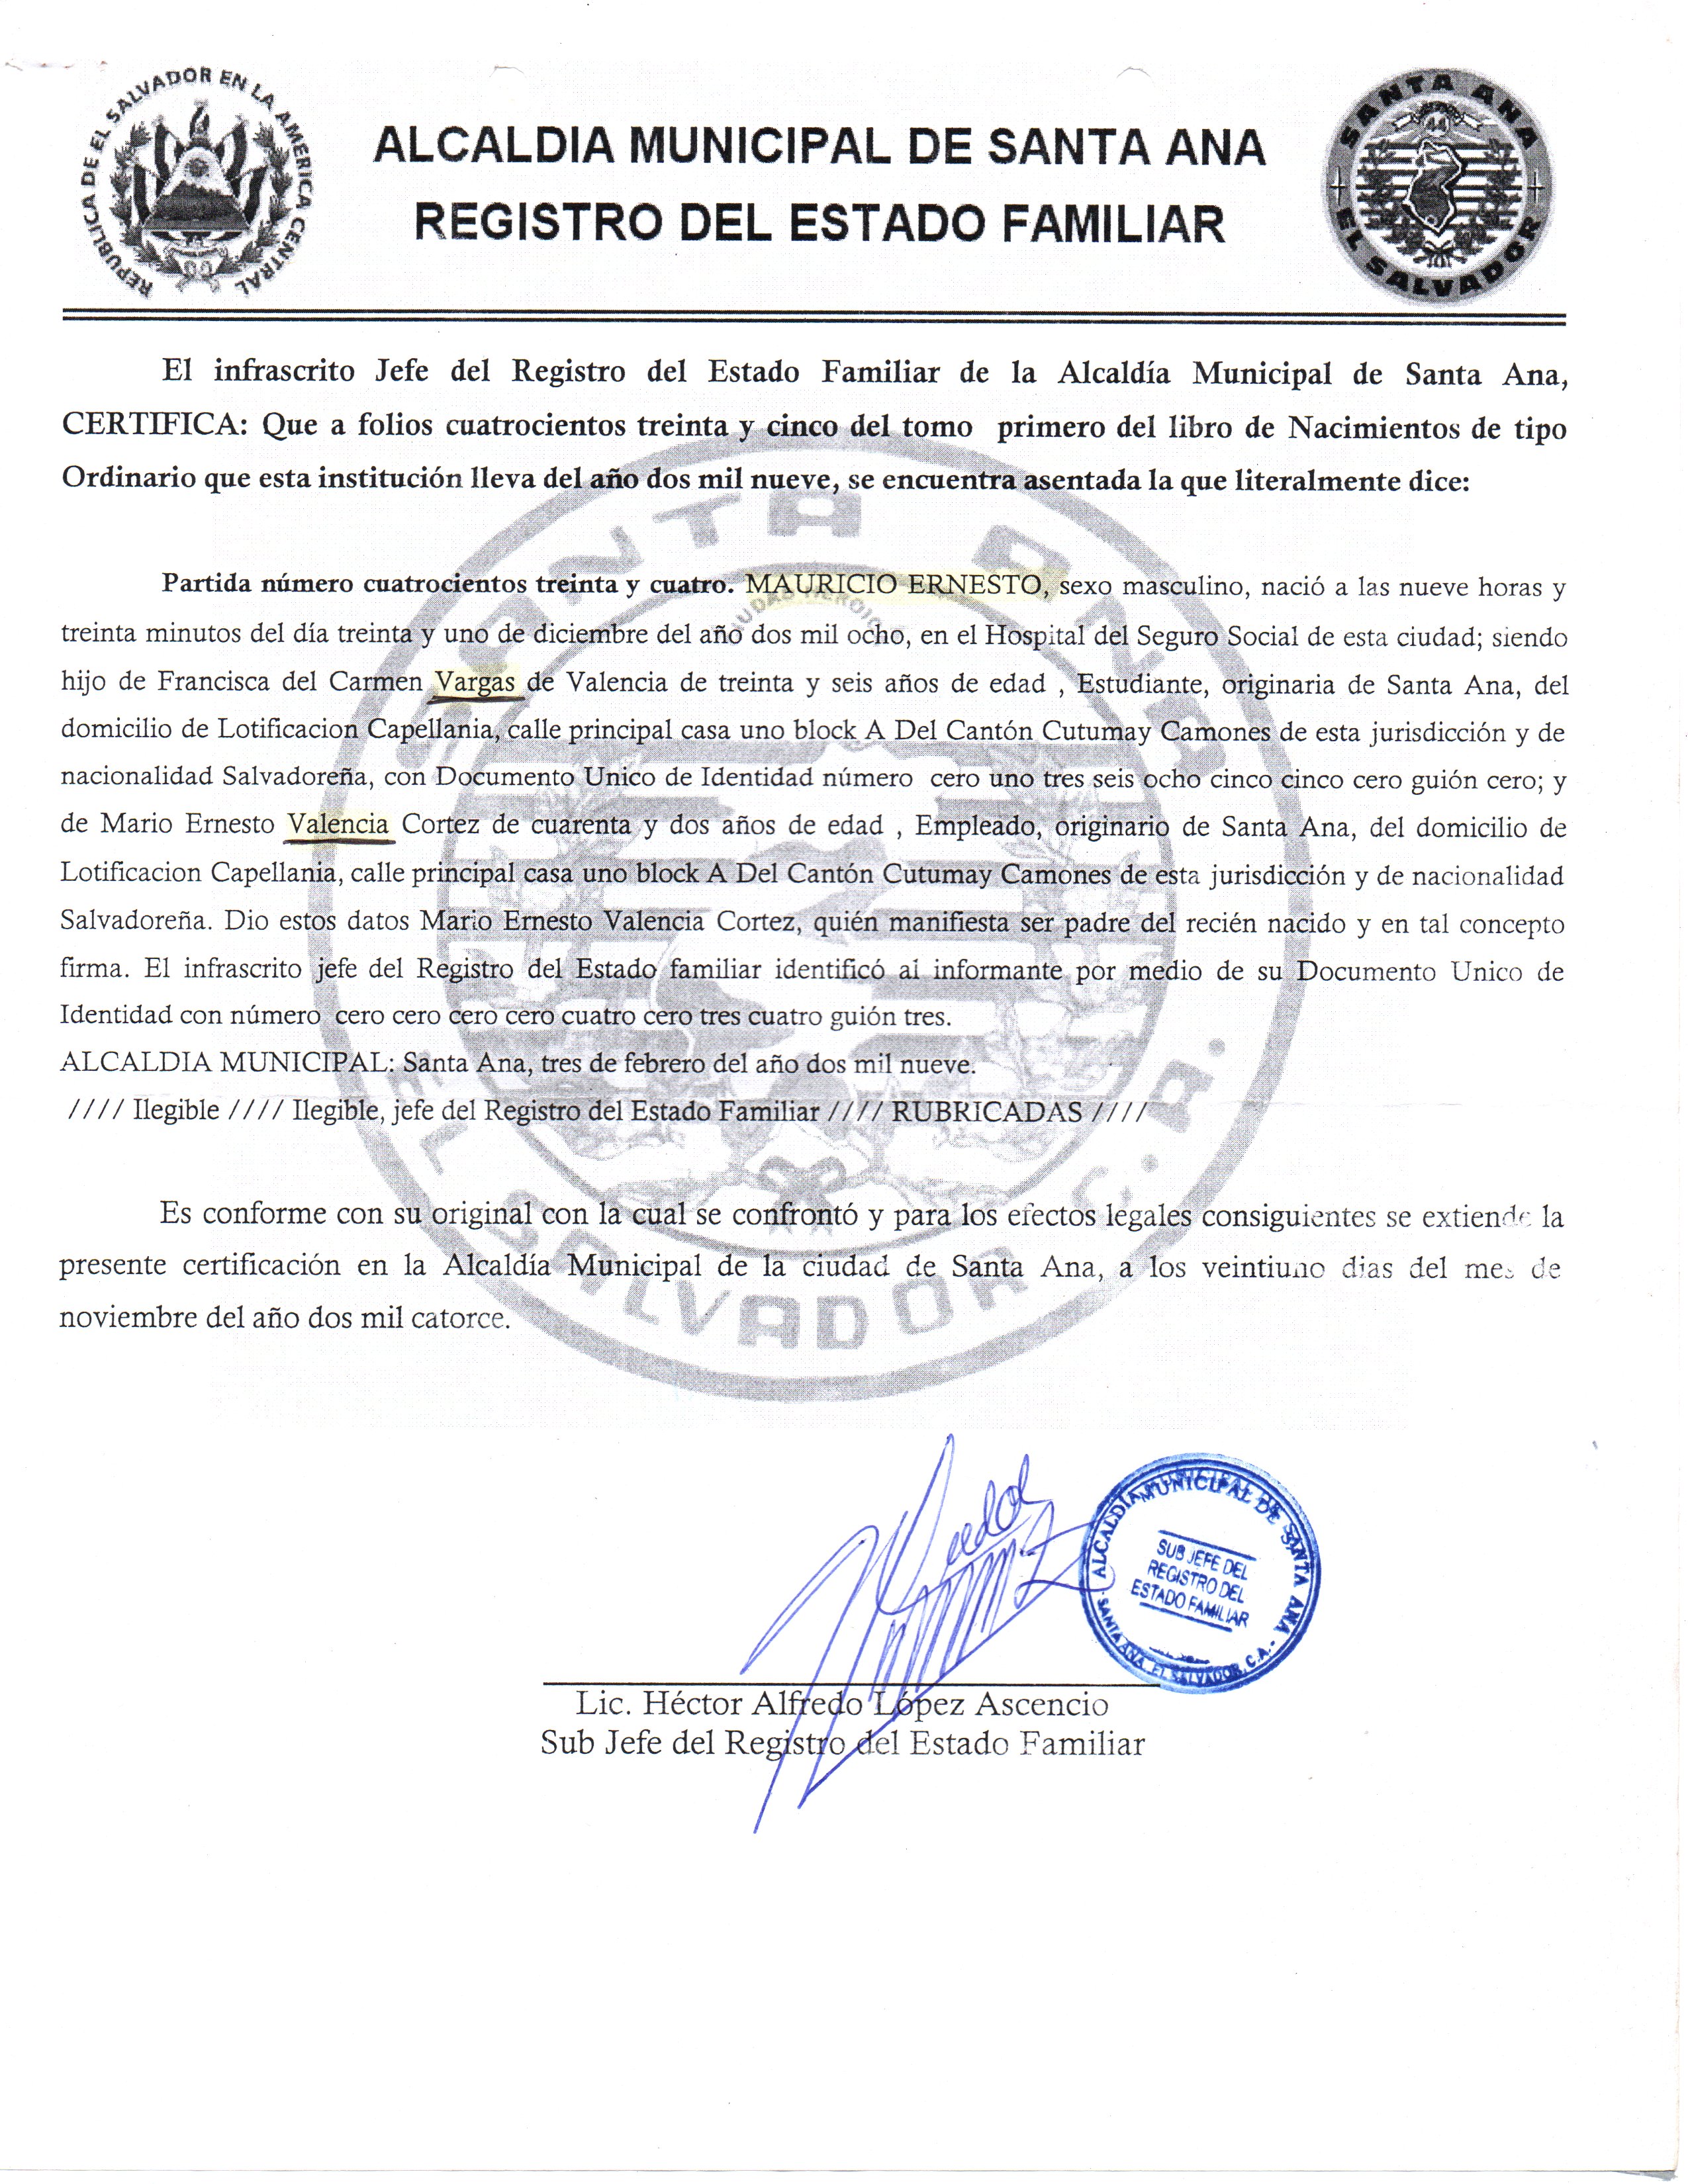 REPUBLICA DE EL SALVADOR EN LA AMERICA CENTRAL
ALCALDIA MUNICIPAL DE SANTA ANA
REGISTRO DEL ESTADO FAMILIAR
SANTA ANA
44
EL SALVADOR
El infrascrito Jefe del Registro del Estado Familiar de la Alcaldía Municipal de Santa Ana,
CERTIFICA: Que a folios cuatrocientos treinta y cinco del tomo primero del libro de Nacimientos de tipo
Ordinario que esta institución lleva del año dos mil nueve, se encuentra asentada la que literalmente dice:
Partida número cuatrocientos treinta y cuatro. MAURICIO ERNESTO, sexo masculino, nació a las nueve horas y
treinta minutos del día treinta y uno de diciembre del año dos mil ocho, en el Hospital del Seguro Social de esta ciudad; siendo
hijo de Francisca del Carmen Vargas de Valencia de treinta y seis años de edad , Estudiante, originaria de Santa Ana, del
domicilio de Lotificacion Capellania, calle principal casa uno block A Del Cantón Cutumay Camones de esta jurisdicción y de
nacionalidad Salvadoreña, con Documento Unico de Identidad número cero uno tres seis ocho cinco cinco cero guión cero; y
de Mario Ernesto Valencia Cortez de cuarenta y dos años de edad , Empleado, originario de Santa Ana, del domicilio de
Lotificacion Capellania, calle principal casa uno block A Del Cantón Cutumay Camones de esta jurisdicción y de nacionalidad
Salvadoreña. Dio estos datos Mario Ernesto Valencia Cortez, quién manifiesta ser padre del recién nacido y en tal concepto
firma. El infrascrito jefe del Registro del Estado familiar identificó al informante por medio de su Documento Unico de
Identidad con número cero cero cero cero cuatro cero tres cuatro guión tres.
ALCALDIA MUNICIPAL: Santa Ana, tres de febrero del año dos mil nueve.
//// Ilegible //// Ilegible, jefe del Registro del Estado Familiar //// RUBRICADAS ////
Es conforme con su original con la cual se confrontó y para los efectos legales consiguientes se extiende la
presente certificación en la Alcaldía Municipal de la ciudad de Santa Ana, a los veintiuno dias del mes de
noviembre del año dos mil catorce.
SANTA ANA
EL SALVADOR C.A.
ALCALDIA MUNICIPAL DE SANTA ANA
SUB JEFE DEL
REGISTRO DEL
ESTADO FAMILIAR
SANTA ANA, EL SALVADOR, C.A.
Lic. Héctor Alfredo López Ascencio
Sub Jefe del Registro del Estado Familiar